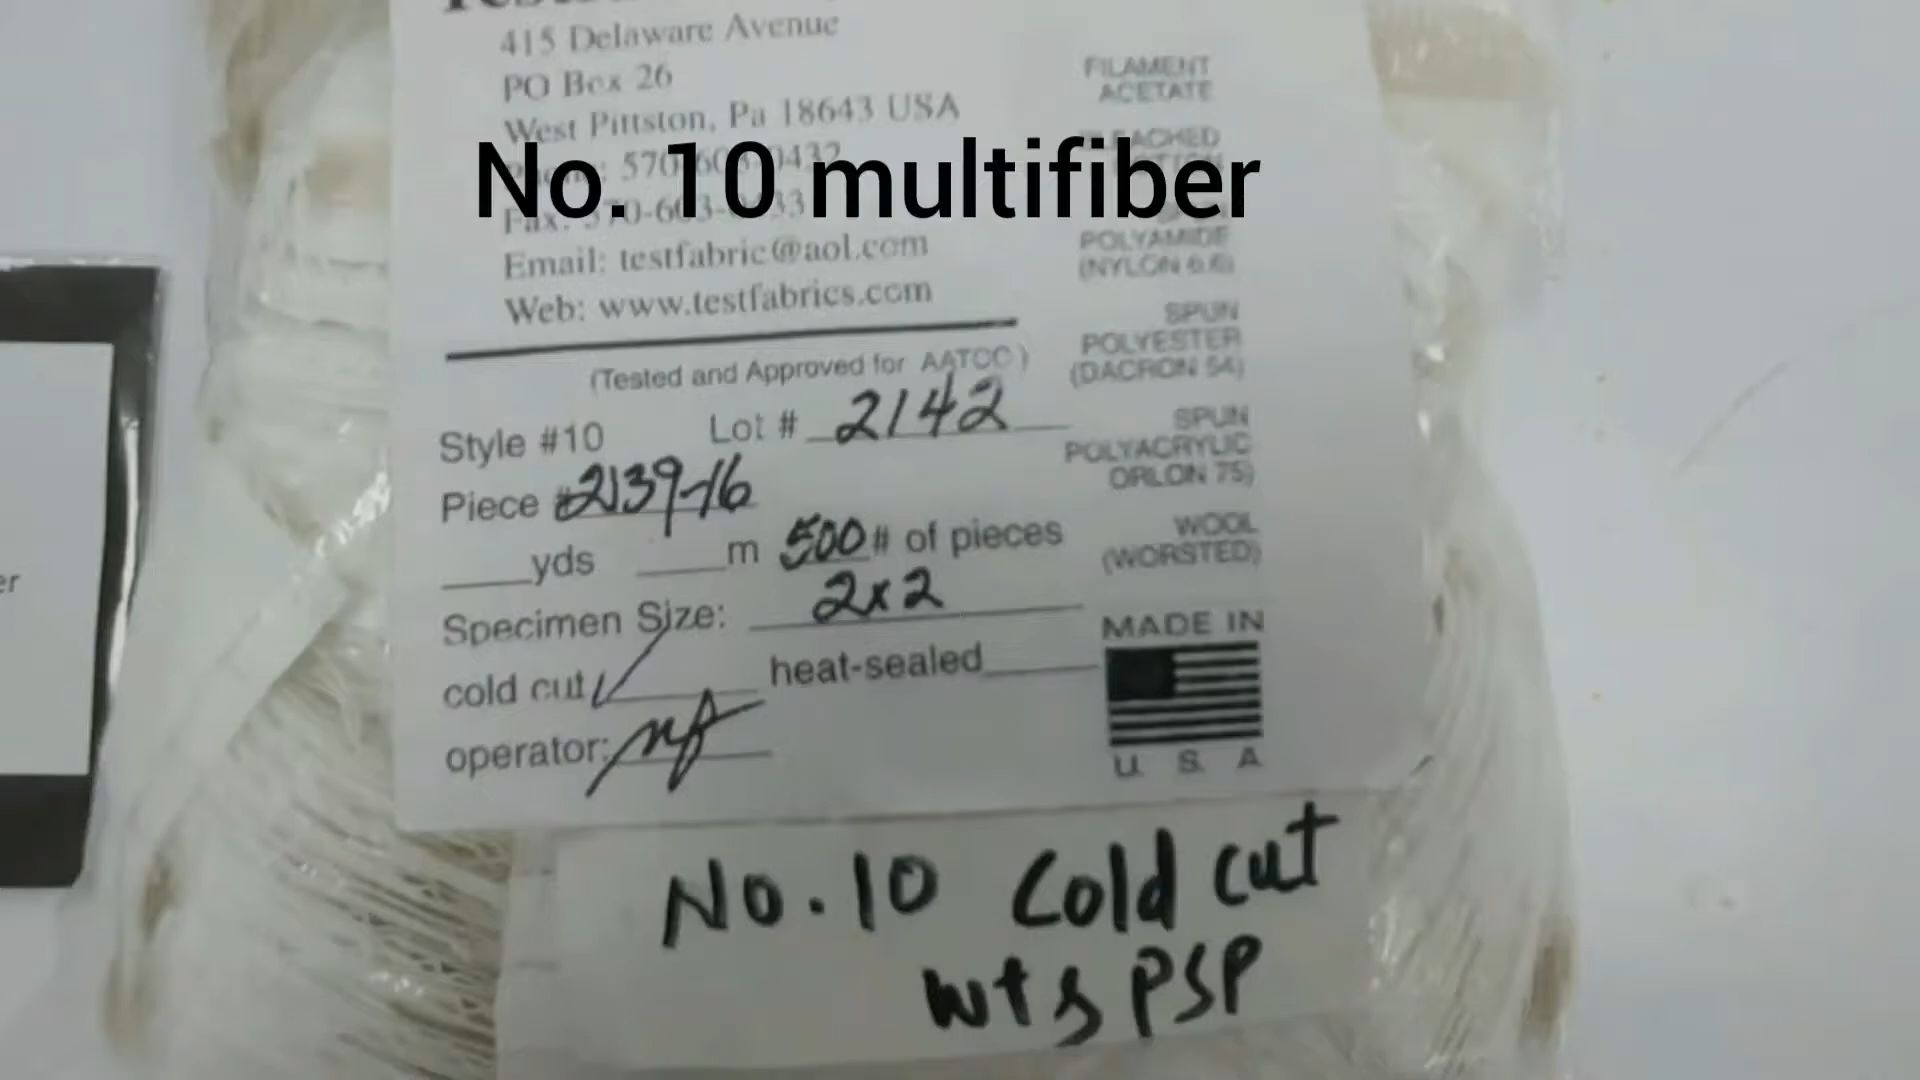 415 Delaware Avenue
PO Box 26
West Pittston, Pa 18643 USA
No. 10 multifiber
Email: testfabric@aol.com
Web: www.testfabrics.com
(Tested and Approved for AATCC)
Style #10 Lot # 2142
Piece #2139-16
yds m 500 # of pieces
Specimen Size: 2x2
cold cut heat-sealed
operator:
FILAMENT
ACETATE
BLEACHED
POLYAMIDE
(NYLON 6.6)
SPUN
POLYESTER
(DACRON 54)
SPUN
POLYACRYLIC
ORLON 75)
WOOL
(WORSTED)
MADE IN
U S A
No. 10 Cold cut
PSP
er